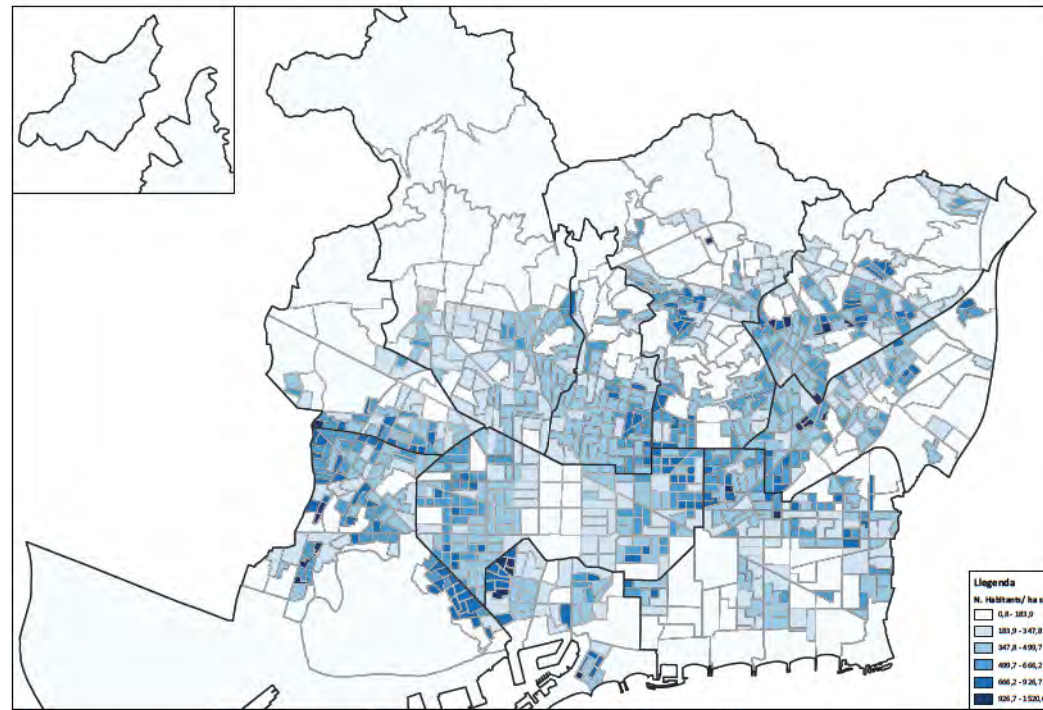 Llegenda
N. Habitants/ ha s
0,8 - 183,9
183,9 - 347,8
347,8 - 499,7
499,7 - 666,2
666,2 - 926,7
926,7 - 1520,